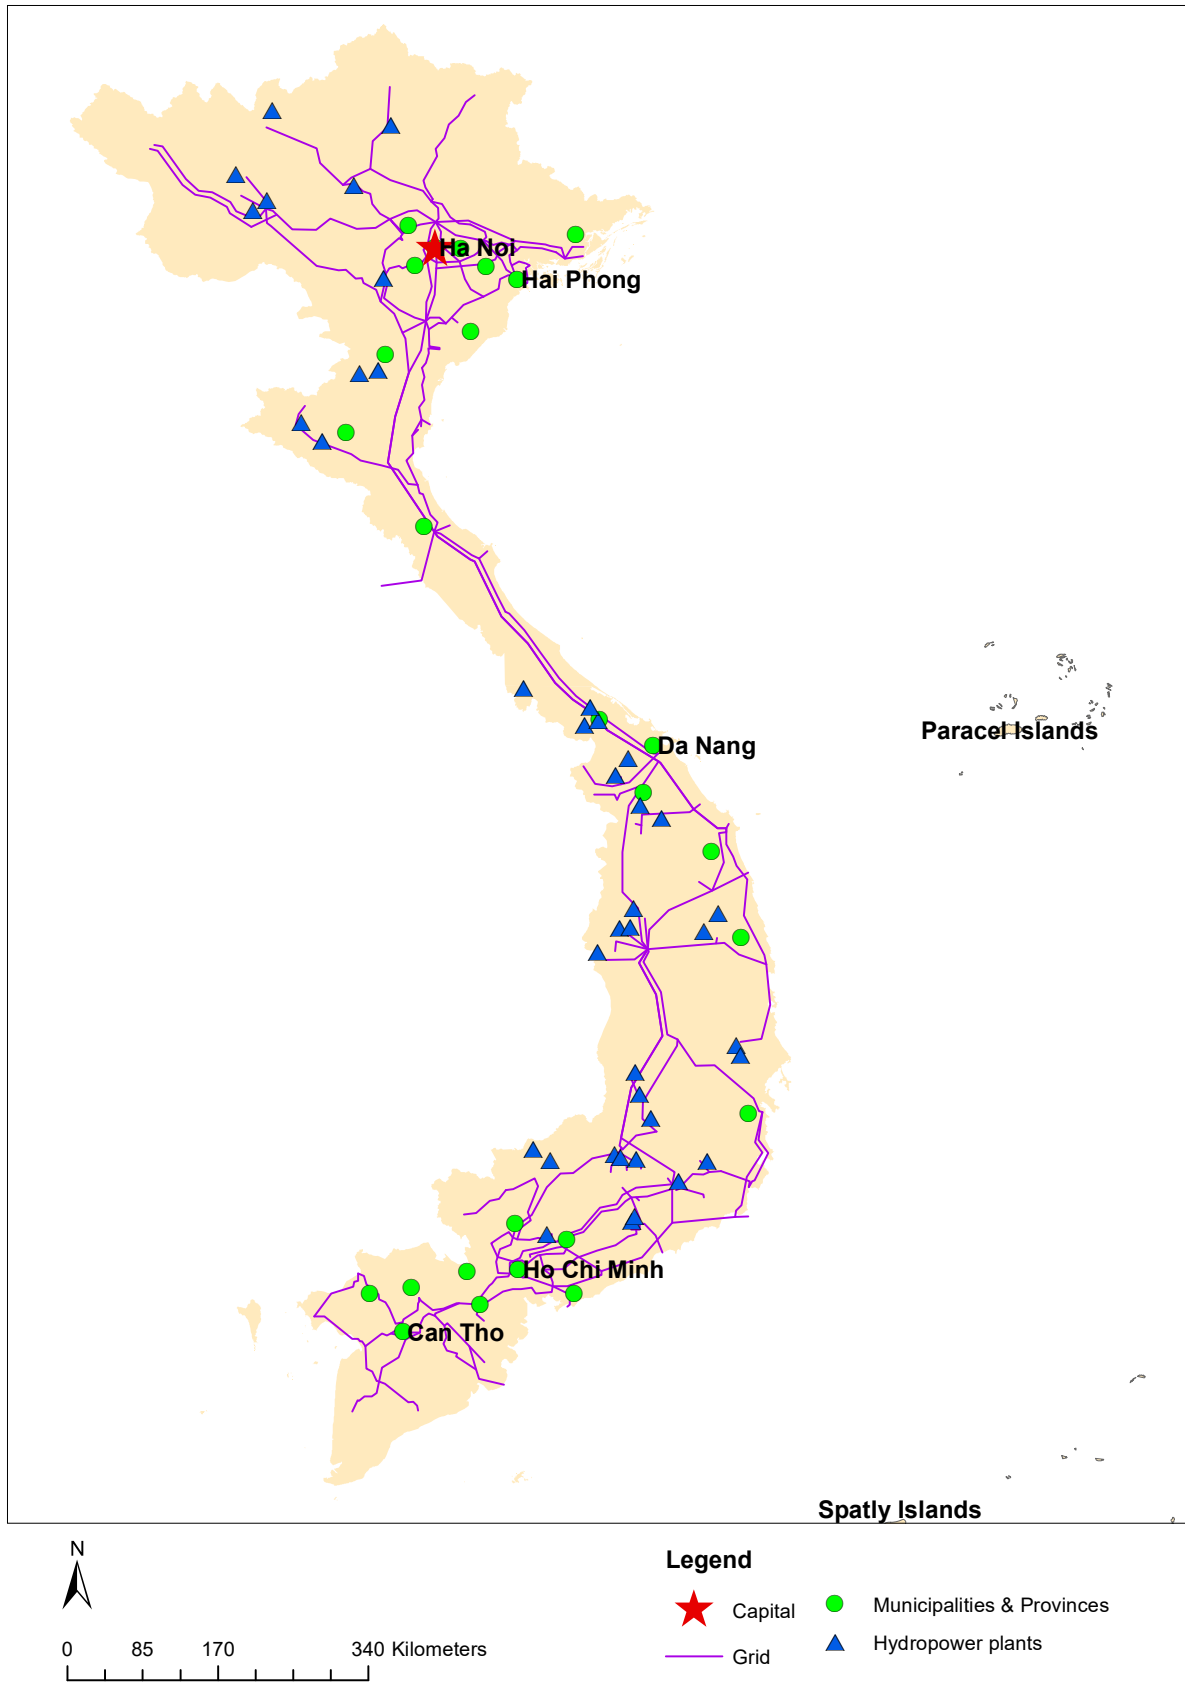 Ha Noi
Hai Phong
Paracel Islands
Da Nang
Ho Chi Minh
Can Tho
Spatly Islands
N
Legend
Capital
Municipalities & Provinces
Grid
Hydropower plants
0 85 170 340 Kilometers